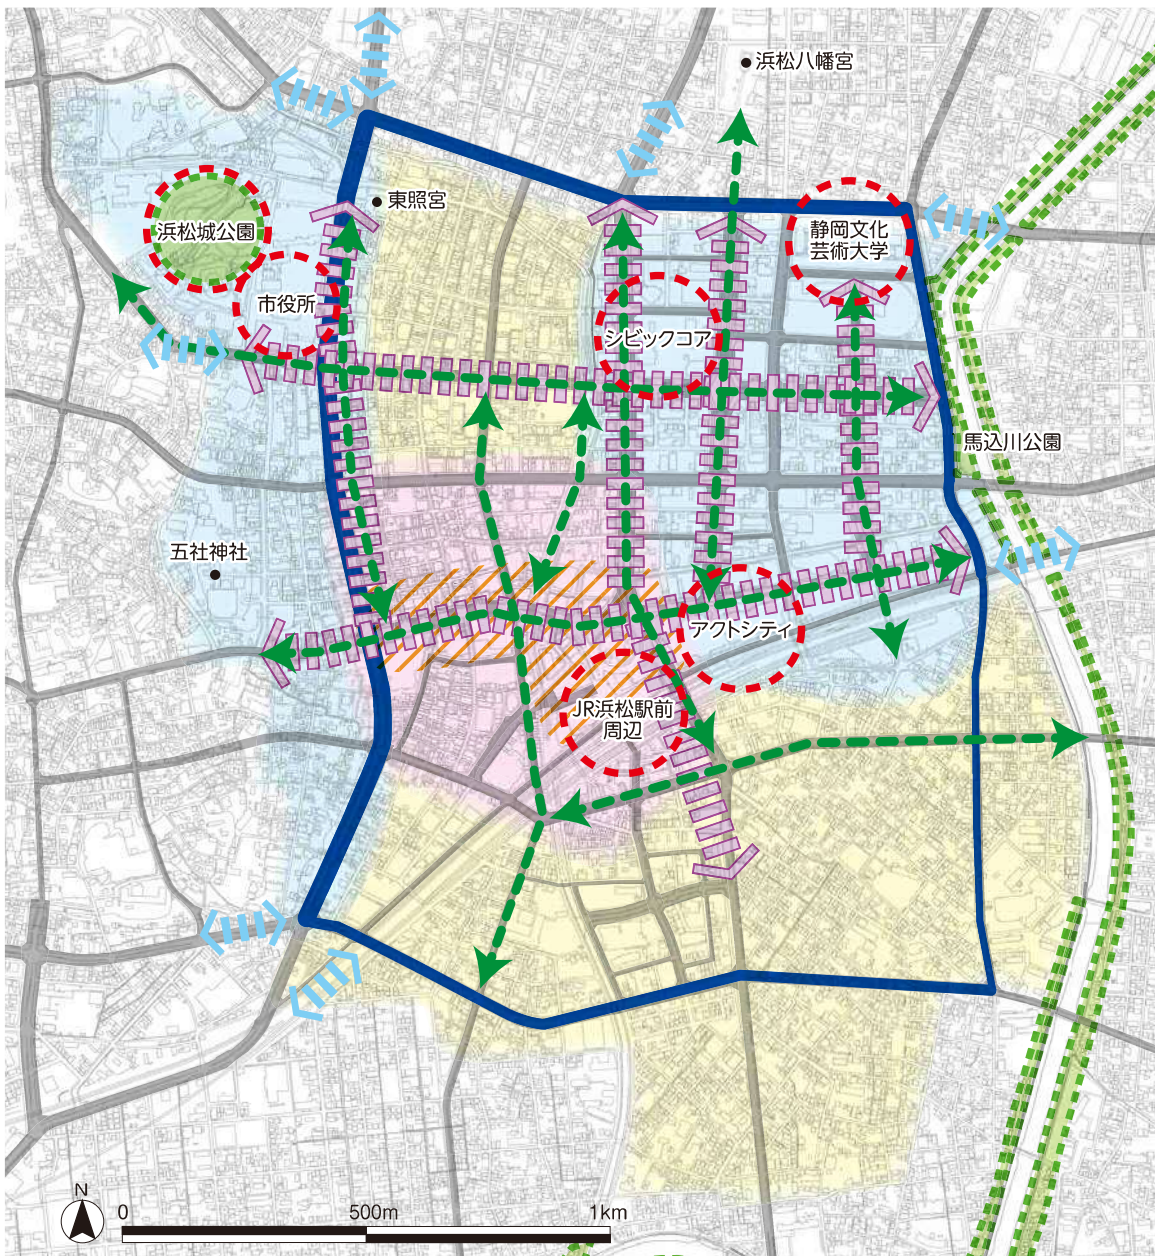 浜松八幡宮
東照宮
浜松城公園
静岡文化
芸術大学
市役所
シビックコア
馬込川公園
五社神社
アクトシティ
JR浜松駅前
周辺
N
0 500m 1km